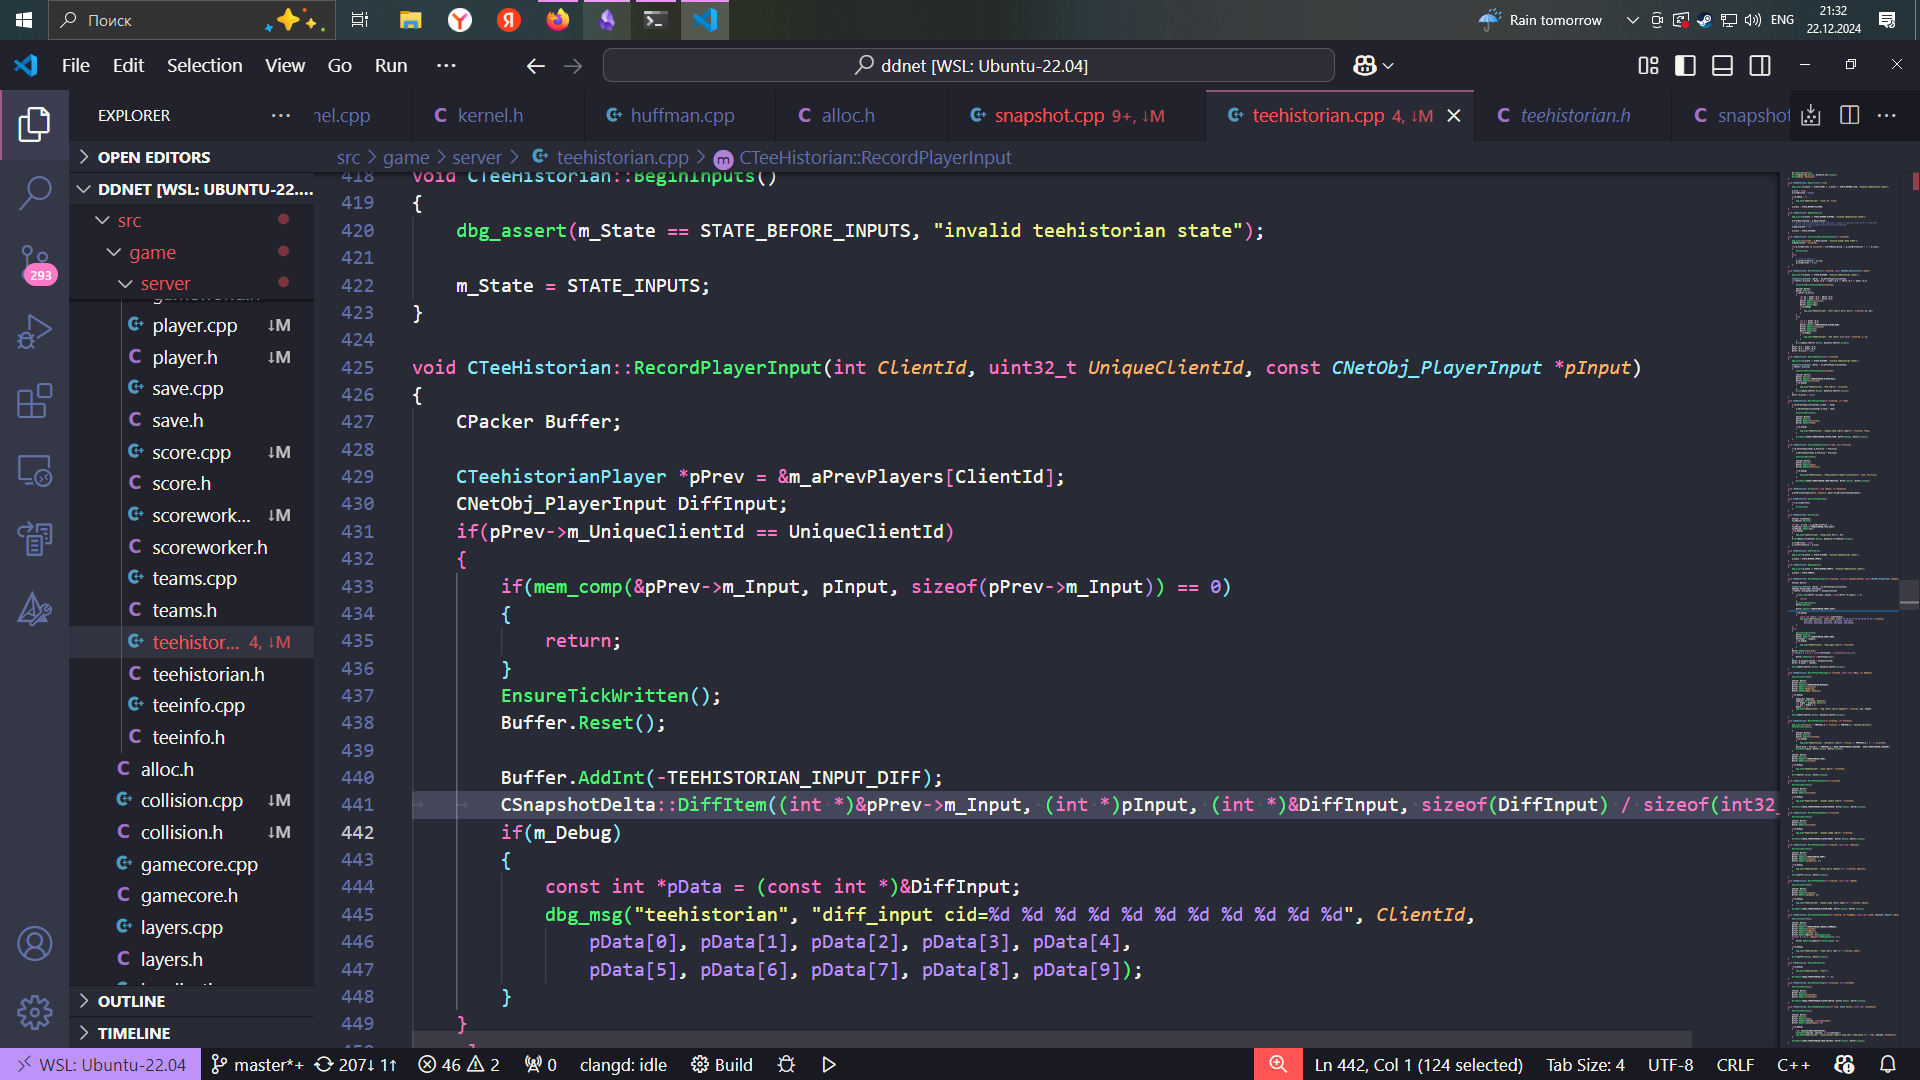 Поиск
Rain tomorrow
ENG
21:32
22.12.2024
File Edit Selection View Go Run ···
ddnet [WSL: Ubuntu-22.04]
EXPLORER
nel.cpp
kernel.h
huffman.cpp
alloc.h
snapshot.cpp 9+, ↓M
teehistorian.cpp 4, ↓M
teehistorian.h
snapshot
OPEN EDITORS
DDNET [WSL: UBUNTU-22....
src
game
server
player.cpp ↓M
player.h ↓M
save.cpp
save.h
score.cpp ↓M
score.h
scorework... ↓M
scoreworker.h
teams.cpp
teams.h
teehistor... 4, ↓M
teehistorian.h
teeinfo.cpp
teeinfo.h
alloc.h
collision.cpp ↓M
collision.h ↓M
gamecore.cpp
gamecore.h
layers.cpp
layers.h
OUTLINE
TIMELINE
293
src > game > server > teehistorian.cpp > CTeeHistorian::RecordPlayerInput
418 void CTeeHistorian::BeginInputs()
419 {
420 dbg_assert(m_State == STATE_BEFORE_INPUTS, "invalid teehistorian state");
421
422 m_State = STATE_INPUTS;
423 }
424
425 void CTeeHistorian::RecordPlayerInput(int ClientId, uint32_t UniqueClientId, const CNetObj_PlayerInput *pInput)
426 {
427 CPacker Buffer;
428
429 CTeehistorianPlayer *pPrev = &m_aPrevPlayers[ClientId];
430 CNetObj_PlayerInput DiffInput;
431 if(pPrev->m_UniqueClientId == UniqueClientId)
432 {
433 if(mem_comp(&pPrev->m_Input, pInput, sizeof(pPrev->m_Input)) == 0)
434 {
435 return;
436 }
437 EnsureTickWritten();
438 Buffer.Reset();
439
440 Buffer.AddInt(-TEEHISTORIAN_INPUT_DIFF);
441 CSnapshotDelta::DiffItem((int *)&pPrev->m_Input, (int *)pInput, (int *)&DiffInput, sizeof(DiffInput) / sizeof(int32_
442 if(m_Debug)
443 {
444 const int *pData = (const int *)&DiffInput;
445 dbg_msg("teehistorian", "diff_input cid=%d %d %d %d %d %d %d %d %d %d %d", ClientId,
446 pData[0], pData[1], pData[2], pData[3], pData[4],
447 pData[5], pData[6], pData[7], pData[8], pData[9]);
448 }
449 }
WSL: Ubuntu-22.04 master*+ 207↓ 1↑ 46 2 0 clangd: idle Build Ln 442, Col 1 (124 selected) Tab Size: 4 UTF-8 CRLF C++